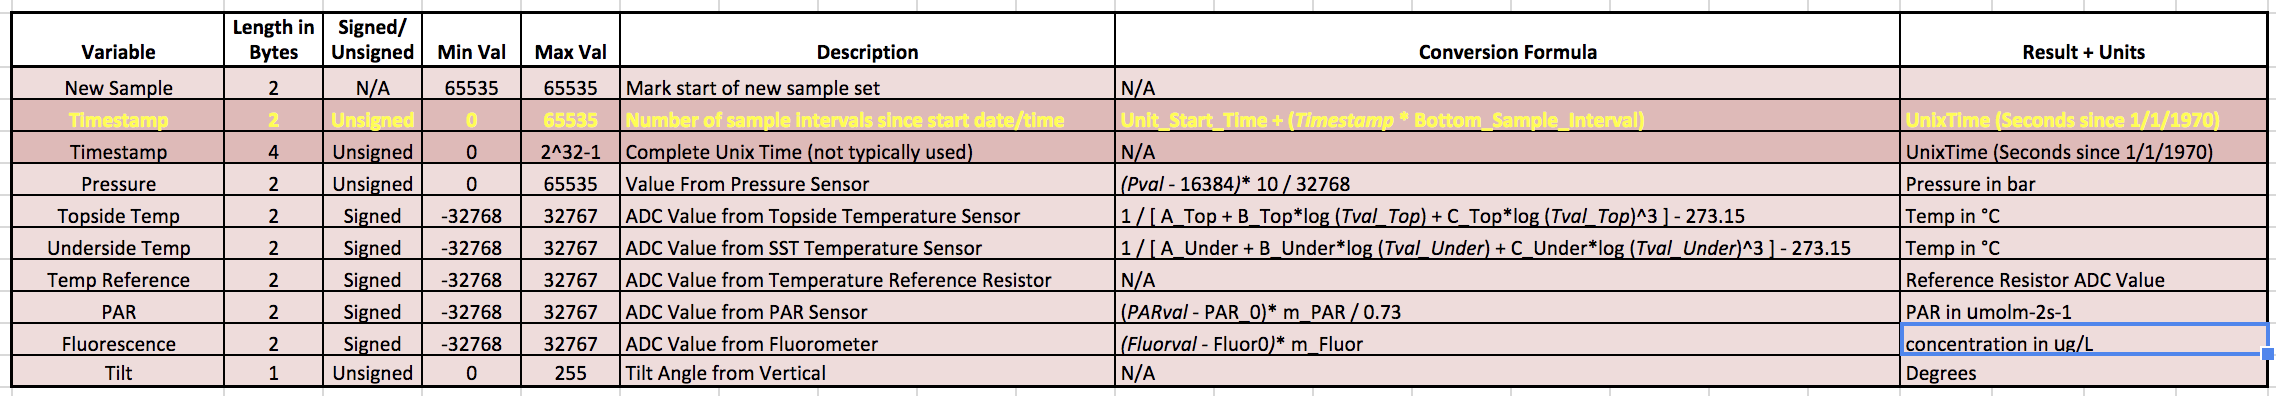 Variable Length in Bytes Signed/ Unsigned Min Val Max Val Description Conversion Formula Result + Units
New Sample 2 N/A 65535 65535 Mark start of new sample set N/A
Timestamp 2 Unsigned 0 65535 Number of sample intervals since start date/time Unit_Start_Time + (Timestamp * Bottom_Sample_Interval) UnixTime (Seconds since 1/1/1970)
Timestamp 4 Unsigned 0 2^32-1 Complete Unix Time (not typically used) N/A UnixTime (Seconds since 1/1/1970)
Pressure 2 Unsigned 0 65535 Value From Pressure Sensor (Pval - 16384)* 10 / 32768 Pressure in bar
Topside Temp 2 Signed -32768 32767 ADC Value from Topside Temperature Sensor 1 / [ A_Top + B_Top*log (Tval_Top) + C_Top*log (Tval_Top)^3 ] - 273.15 Temp in °C
Underside Temp 2 Signed -32768 32767 ADC Value from SST Temperature Sensor 1 / [ A_Under + B_Under*log (Tval_Under) + C_Under*log (Tval_Under)^3 ] - 273.15 Temp in °C
Temp Reference 2 Signed -32768 32767 ADC Value from Temperature Reference Resistor N/A Reference Resistor ADC Value
PAR 2 Signed -32768 32767 ADC Value from PAR Sensor (PARval - PAR_0)* m_PAR / 0.73 PAR in umolm-2s-1
Fluorescence 2 Signed -32768 32767 ADC Value from Fluorometer (Fluorval - Fluor0)* m_Fluor concentration in ug/L
Tilt 1 Unsigned 0 255 Tilt Angle from Vertical N/A Degrees